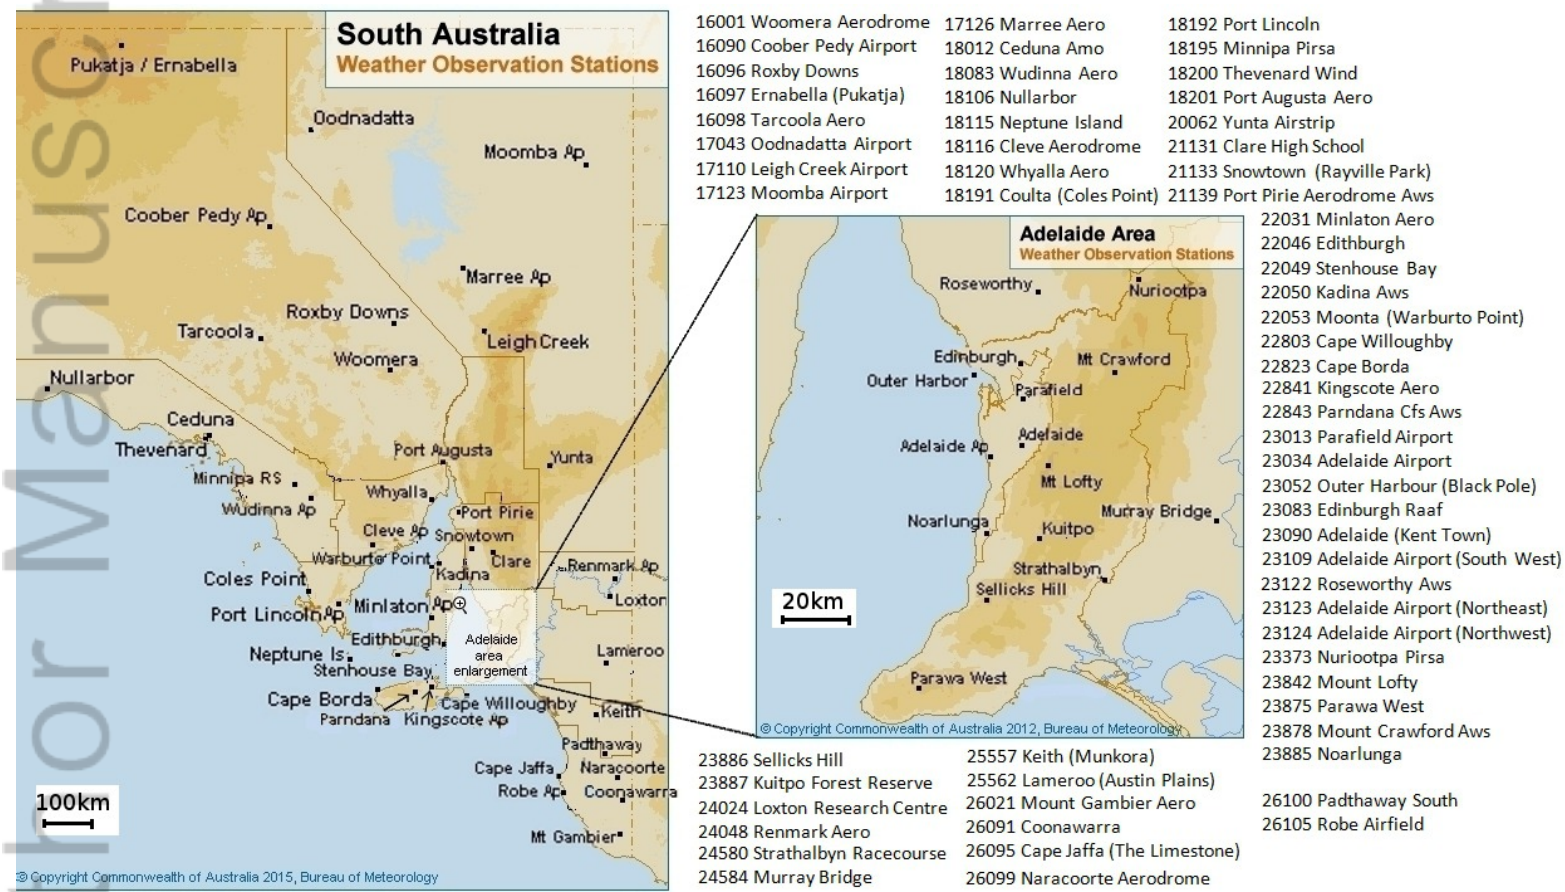 hor Manuscr
South Australia
Weather Observation Stations
Pukatja / Ernabella
Oodnadatta
Moomba Ap
Coober Pedy Ap
Marree Ap
Roxby Downs
Tarcoola
Leigh Creek
Woomera
Nullarbor
Ceduna
Thevenard
Port Augusta
Yunta
Minnipa RS
Whyalla
Wudinna Ap
Port Pirie
Cleve Ap
Snowtown
Warburto Point
Clare
Renmark Ap
Kadina
Coles Point
Loxton
Minlaton Ap
Port Lincoln Ap
Edithburgh
Adelaide
area
enlargement
Neptune Is
Lameroo
Stenhouse Bay
Cape Borda
Cape Willoughby
Keith
Parndana
Kingscote Ap
Padthaway
Cape Jaffa
Naracoorte
Robe Ap
Coonawarra
100km
Mt Gambier
© Copyright Commonwealth of Australia 2015, Bureau of Meteorology
16001 Woomera Aerodrome
16090 Coober Pedy Airport
16096 Roxby Downs
16097 Ernabella (Pukatja)
16098 Tarcoola Aero
17043 Oodnadatta Airport
17110 Leigh Creek Airport
17123 Moomba Airport
17126 Marree Aero
18012 Ceduna Amo
18083 Wudinna Aero
18106 Nullarbor
18115 Neptune Island
18116 Cleve Aerodrome
18120 Whyalla Aero
18191 Coulta (Coles Point)
18192 Port Lincoln
18195 Minnipa Pirsa
18200 Thevenard Wind
18201 Port Augusta Aero
20062 Yunta Airstrip
21131 Clare High School
21133 Snowtown (Rayville Park)
21139 Port Pirie Aerodrome Aws
22031 Minlaton Aero
22046 Edithburgh
22049 Stenhouse Bay
22050 Kadina Aws
22053 Moonta (Warburto Point)
22803 Cape Willoughby
22823 Cape Borda
22841 Kingscote Aero
22843 Parndana Cfs Aws
23013 Parafield Airport
23034 Adelaide Airport
23052 Outer Harbour (Black Pole)
23083 Edinburgh Raaf
23090 Adelaide (Kent Town)
23109 Adelaide Airport (South West)
23122 Roseworthy Aws
23123 Adelaide Airport (Northeast)
23124 Adelaide Airport (Northwest)
23373 Nuriootpa Pirsa
23842 Mount Lofty
23875 Parawa West
23878 Mount Crawford Aws
23885 Noarlunga
Adelaide Area
Weather Observation Stations
Roseworthy
Nuriootpa
Edinburgh
Mt Crawford
Outer Harbor
Parafield
Adelaide Ap
Adelaide
Mt Lofty
Noarlunga
Murray Bridge
Kuitpo
Strathalbyn
Sellicks Hill
20km
Parawa West
© Copyright Commonwealth of Australia 2012, Bureau of Meteorology
23886 Sellicks Hill
23887 Kuitpo Forest Reserve
24024 Loxton Research Centre
24048 Renmark Aero
24580 Strathalbyn Racecourse
24584 Murray Bridge
25557 Keith (Munkora)
25562 Lameroo (Austin Plains)
26021 Mount Gambier Aero
26091 Coonawarra
26095 Cape Jaffa (The Limestone)
26099 Naracoorte Aerodrome
26100 Padthaway South
26105 Robe Airfield